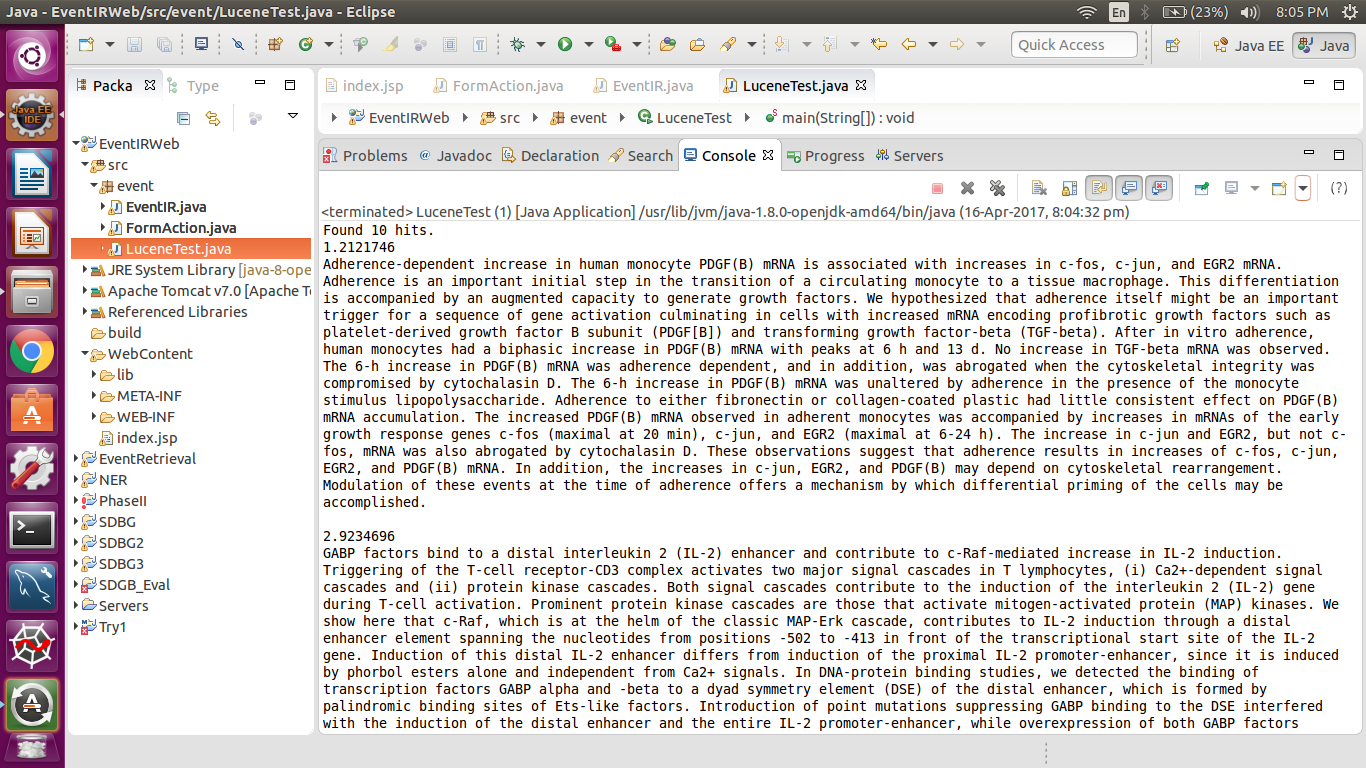 Java - EventIRWeb/src/event/LuceneTest.java - Eclipse
En
(23%)
8:05 PM
Quick Access
Java EE
Java
Java EE
IDE
Packa
Type
EventIRWeb
src
event
EventIR.java
FormAction.java
LuceneTest.java
JRE System Library [java-8-ope
Apache Tomcat v7.0 [Apache T
Referenced Libraries
build
WebContent
lib
META-INF
WEB-INF
index.jsp
EventRetrieval
NER
PhaseII
SDBG
SDBG2
SDBG3
SDGB_Eval
Servers
Try1
index.jsp
FormAction.java
EventIR.java
LuceneTest.java
EventIRWeb
src
event
LuceneTest
main(String[]) : void
Problems
@ Javadoc
Declaration
Search
Console
Progress
Servers
(?)
<terminated> LuceneTest (1) [Java Application] /usr/lib/jvm/java-1.8.0-openjdk-amd64/bin/java (16-Apr-2017, 8:04:32 pm)
Found 10 hits.
1.2121746
Adherence-dependent increase in human monocyte PDGF(B) mRNA is associated with increases in c-fos, c-jun, and EGR2 mRNA.
Adherence is an important initial step in the transition of a circulating monocyte to a tissue macrophage. This differentiation
is accompanied by an augmented capacity to generate growth factors. We hypothesized that adherence itself might be an important
trigger for a sequence of gene activation culminating in cells with increased mRNA encoding profibrotic growth factors such as
platelet-derived growth factor B subunit (PDGF[B]) and transforming growth factor-beta (TGF-beta). After in vitro adherence,
human monocytes had a biphasic increase in PDGF(B) mRNA with peaks at 6 h and 13 d. No increase in TGF-beta mRNA was observed.
The 6-h increase in PDGF(B) mRNA was adherence dependent, and in addition, was abrogated when the cytoskeletal integrity was
compromised by cytochalasin D. The 6-h increase in PDGF(B) mRNA was unaltered by adherence in the presence of the monocyte
stimulus lipopolysaccharide. Adherence to either fibronectin or collagen-coated plastic had little consistent effect on PDGF(B)
mRNA accumulation. The increased PDGF(B) mRNA observed in adherent monocytes was accompanied by increases in mRNAs of the early
growth response genes c-fos (maximal at 20 min), c-jun, and EGR2 (maximal at 6-24 h). The increase in c-jun and EGR2, but not c-
fos, mRNA was also abrogated by cytochalasin D. These observations suggest that adherence results in increases of c-fos, c-jun,
EGR2, and PDGF(B) mRNA. In addition, the increases in c-jun, EGR2, and PDGF(B) may depend on cytoskeletal rearrangement.
Modulation of these events at the time of adherence offers a mechanism by which differential priming of the cells may be
accomplished.
2.9234696
GABP factors bind to a distal interleukin 2 (IL-2) enhancer and contribute to c-Raf-mediated increase in IL-2 induction.
Triggering of the T-cell receptor-CD3 complex activates two major signal cascades in T lymphocytes, (i) Ca2+-dependent signal
cascades and (ii) protein kinase cascades. Both signal cascades contribute to the induction of the interleukin 2 (IL-2) gene
during T-cell activation. Prominent protein kinase cascades are those that activate mitogen-activated protein (MAP) kinases. We
show here that c-Raf, which is at the helm of the classic MAP-Erk cascade, contributes to IL-2 induction through a distal
enhancer element spanning the nucleotides from positions -502 to -413 in front of the transcriptional start site of the IL-2
gene. Induction of this distal IL-2 enhancer differs from induction of the proximal IL-2 promoter-enhancer, since it is induced
by phorbol esters alone and independent from Ca2+ signals. In DNA-protein binding studies, we detected the binding of
transcription factors GABP alpha and -beta to a dyad symmetry element (DSE) of the distal enhancer, which is formed by
palindromic binding sites of Ets-like factors. Introduction of point mutations suppressing GABP binding to the DSE interfered
with the induction of the distal enhancer and the entire IL-2 promoter-enhancer, while overexpression of both GABP factors